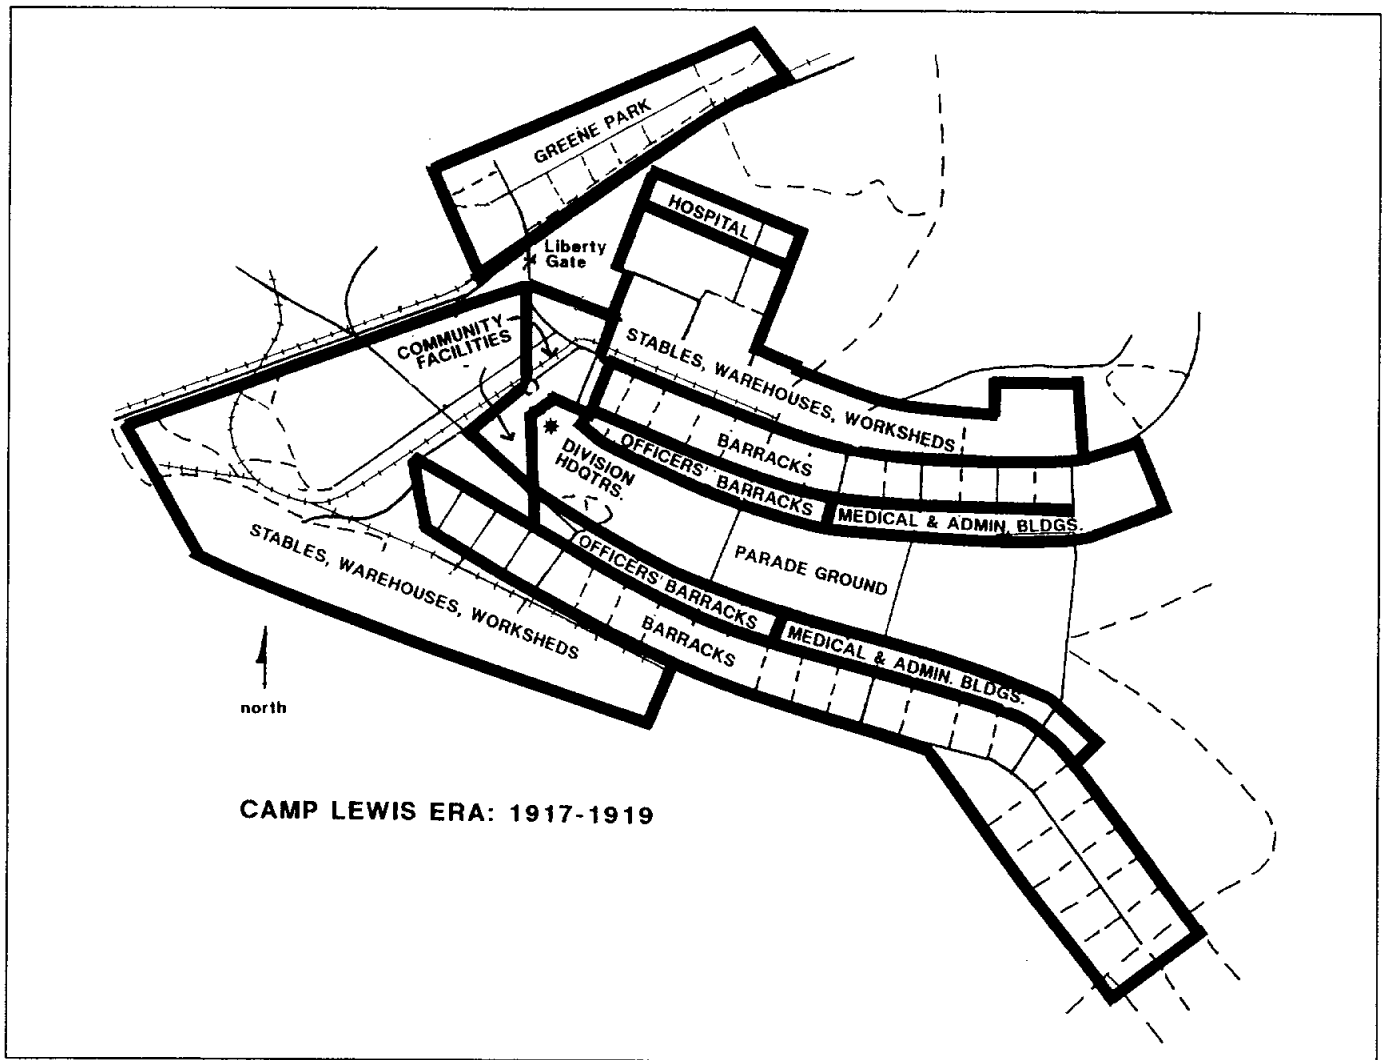 GREENE PARK
HOSPITAL
Liberty
Gate
COMMUNITY
FACILITIES
STABLES, WAREHOUSES, WORKSHEDS
BARRACKS
OFFICERS' BARRACKS
MEDICAL & ADMIN. BLDGS.
DIVISION
HDQTRS.
PARADE GROUND
OFFICERS' BARRACKS
MEDICAL & ADMIN. BLDGS.
BARRACKS
STABLES, WAREHOUSES, WORKSHEDS
north
CAMP LEWIS ERA: 1917-1919